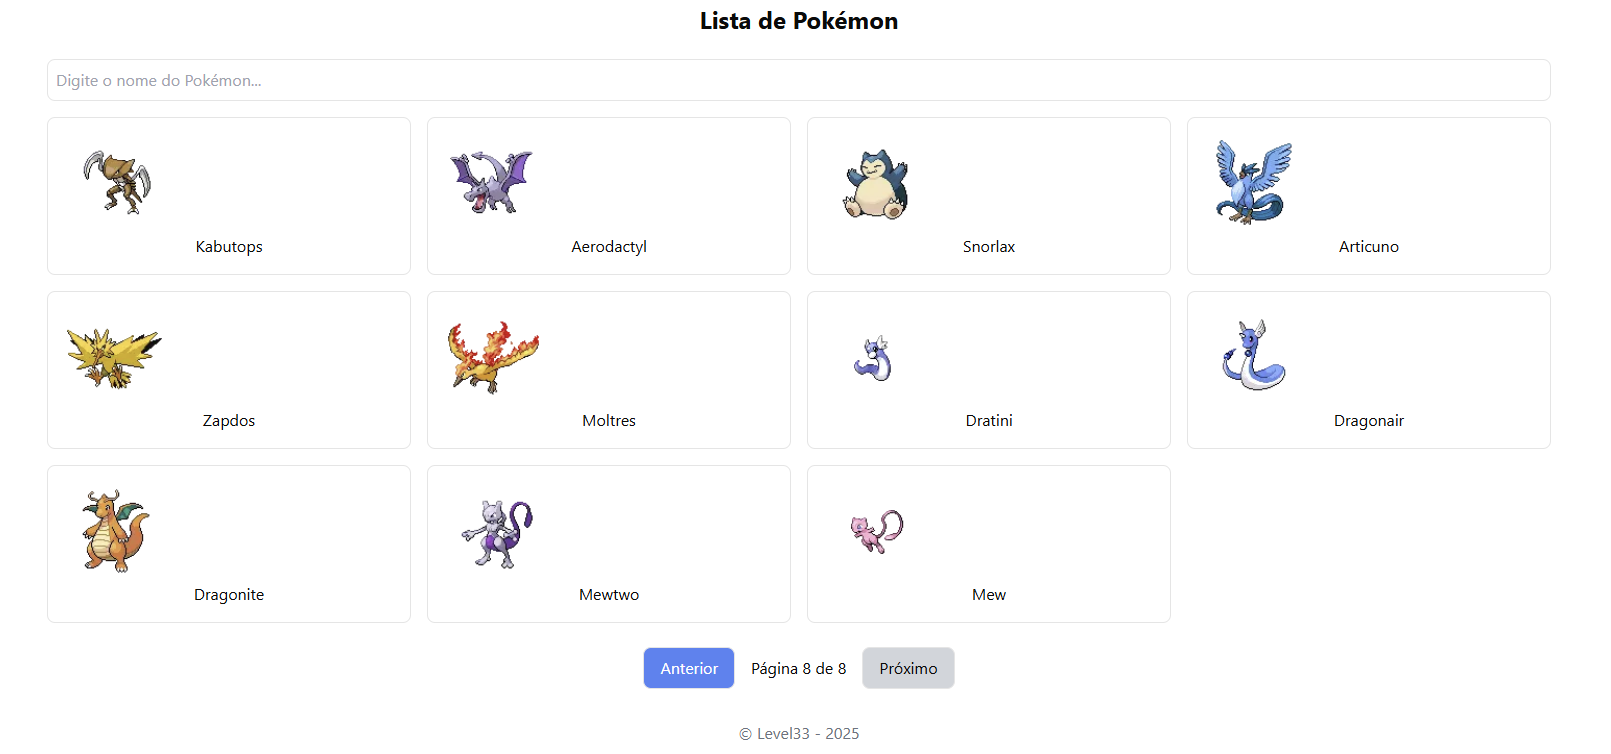 Lista de Pokémon
Digite o nome do Pokémon...
Kabutops
Aerodactyl
Snorlax
Articuno
Zapdos
Moltres
Dratini
Dragonair
Dragonite
Mewtwo
Mew
Anterior
Página 8 de 8
Próximo
© Level33 - 2025